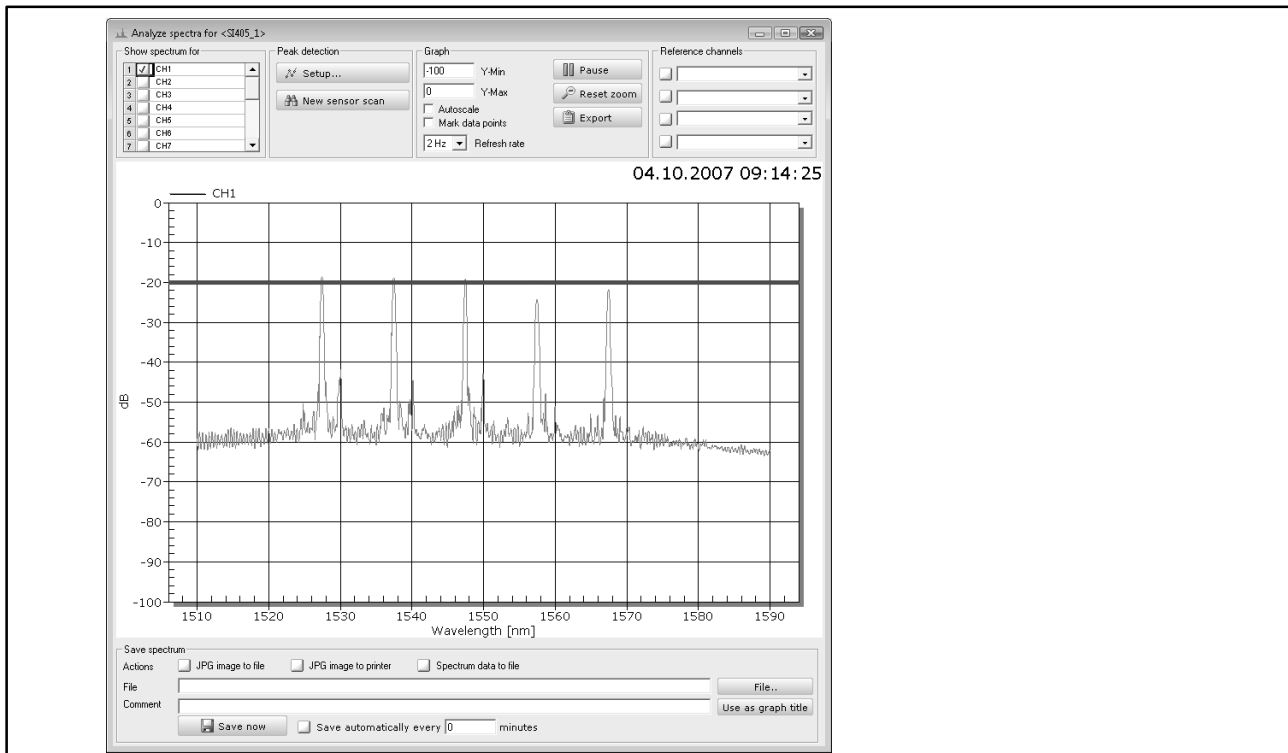 Analyze spectra for <SI405_1>
Show spectrum for
1 CH1
2 CH2
3 CH3
4 CH4
5 CH5
6 CH6
7 CH7
Peak detection
Setup...
New sensor scan
Graph
-100 Y-Min
0 Y-Max
Autoscale
Mark data points
2 Hz Refresh rate
Pause
Reset zoom
Export
Reference channels
04.10.2007 09:14:25
CH1
0
-10
-20
-30
-40
-50
-60
-70
-80
-90
-100
dB
1510 1520 1530 1540 1550 1560 1570 1580 1590
Wavelength [nm]
Save spectrum
Actions JPG image to file JPG image to printer Spectrum data to file
File File..
Comment Use as graph title
Save now Save automatically every 0 minutes